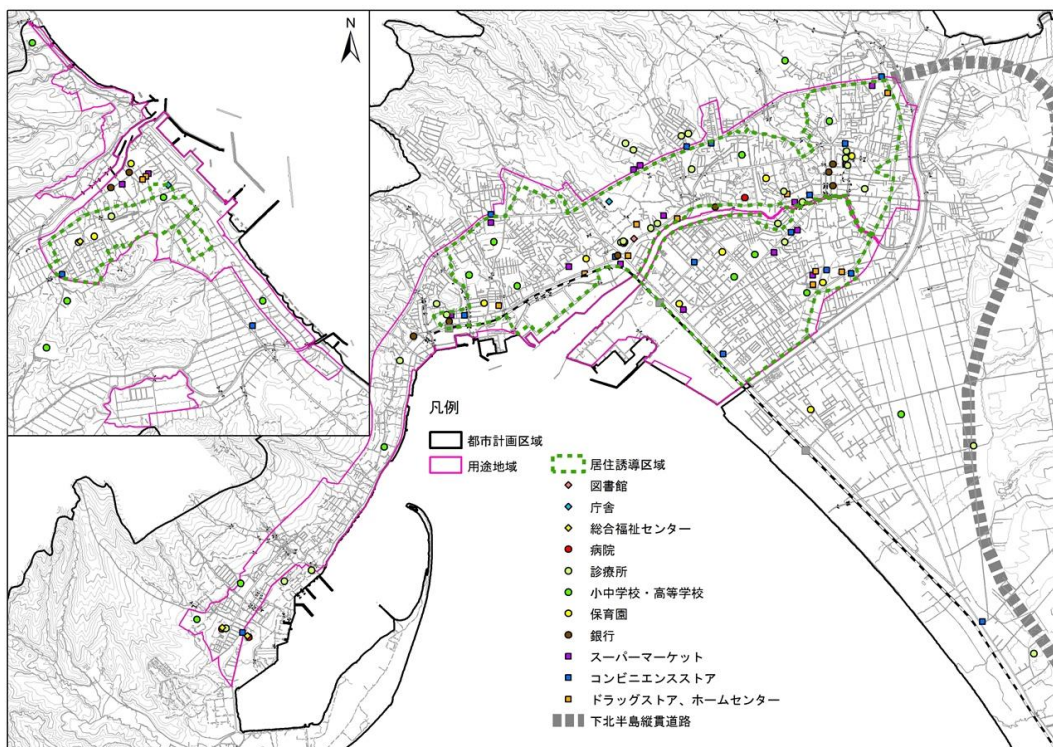 N
凡例
都市計画区域
用途地域
居住誘導区域
図書館
庁舎
総合福祉センター
病院
診療所
小中学校・高等学校
保育園
銀行
スーパーマーケット
コンビニエンスストア
ドラッグストア、ホームセンター
下北半島縦貫道路